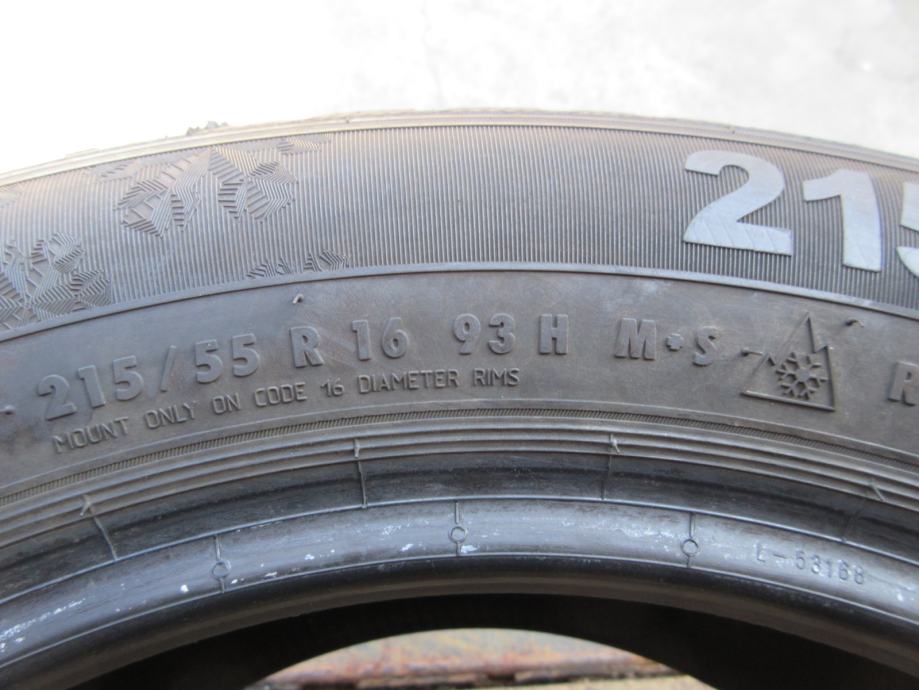 215
215/55 R 16 93 H M+S R
MOUNT ONLY ON CODE 16 DIAMETER RIMS
L-53168